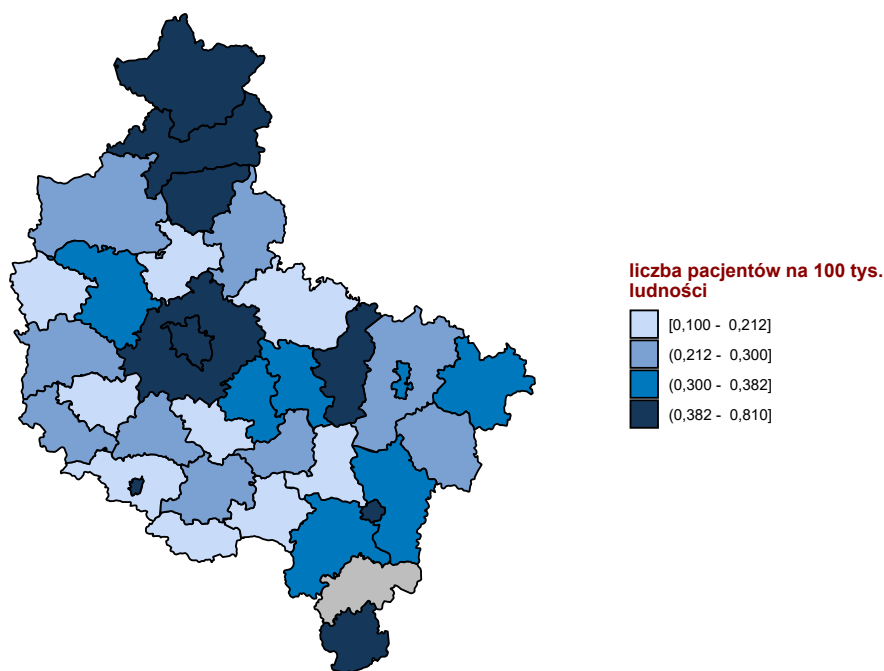 liczba pacjentów na 100 tys.
ludności
[0,100 - 0,212]
(0,212 - 0,300]
(0,300 - 0,382]
(0,382 - 0,810]